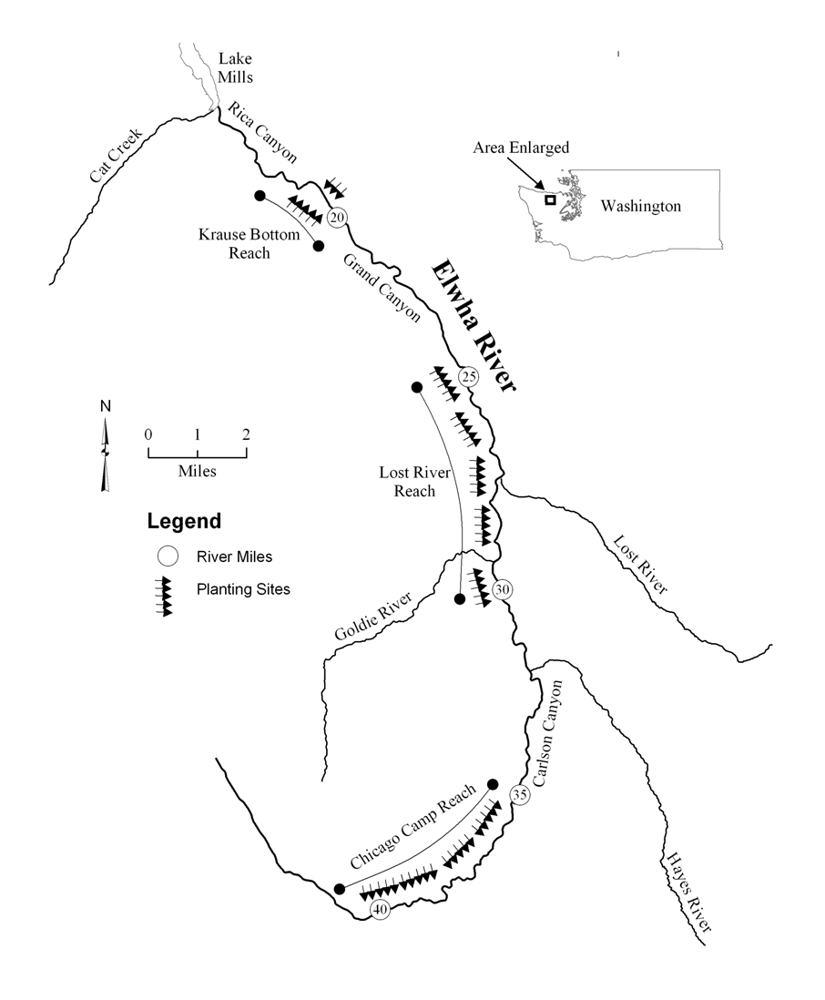 Lake
Mills
Rica Canyon
Cat Creek
Area Enlarged
Washington
20
Krause Bottom
Reach
Grand Canyon
Elwha River
25
N
0 1 2
Miles
Lost River
Reach
Legend
River Miles
Planting Sites
Lost River
30
Goldie River
Carlson Canyon
35
Chicago Camp Reach
Hayes River
40